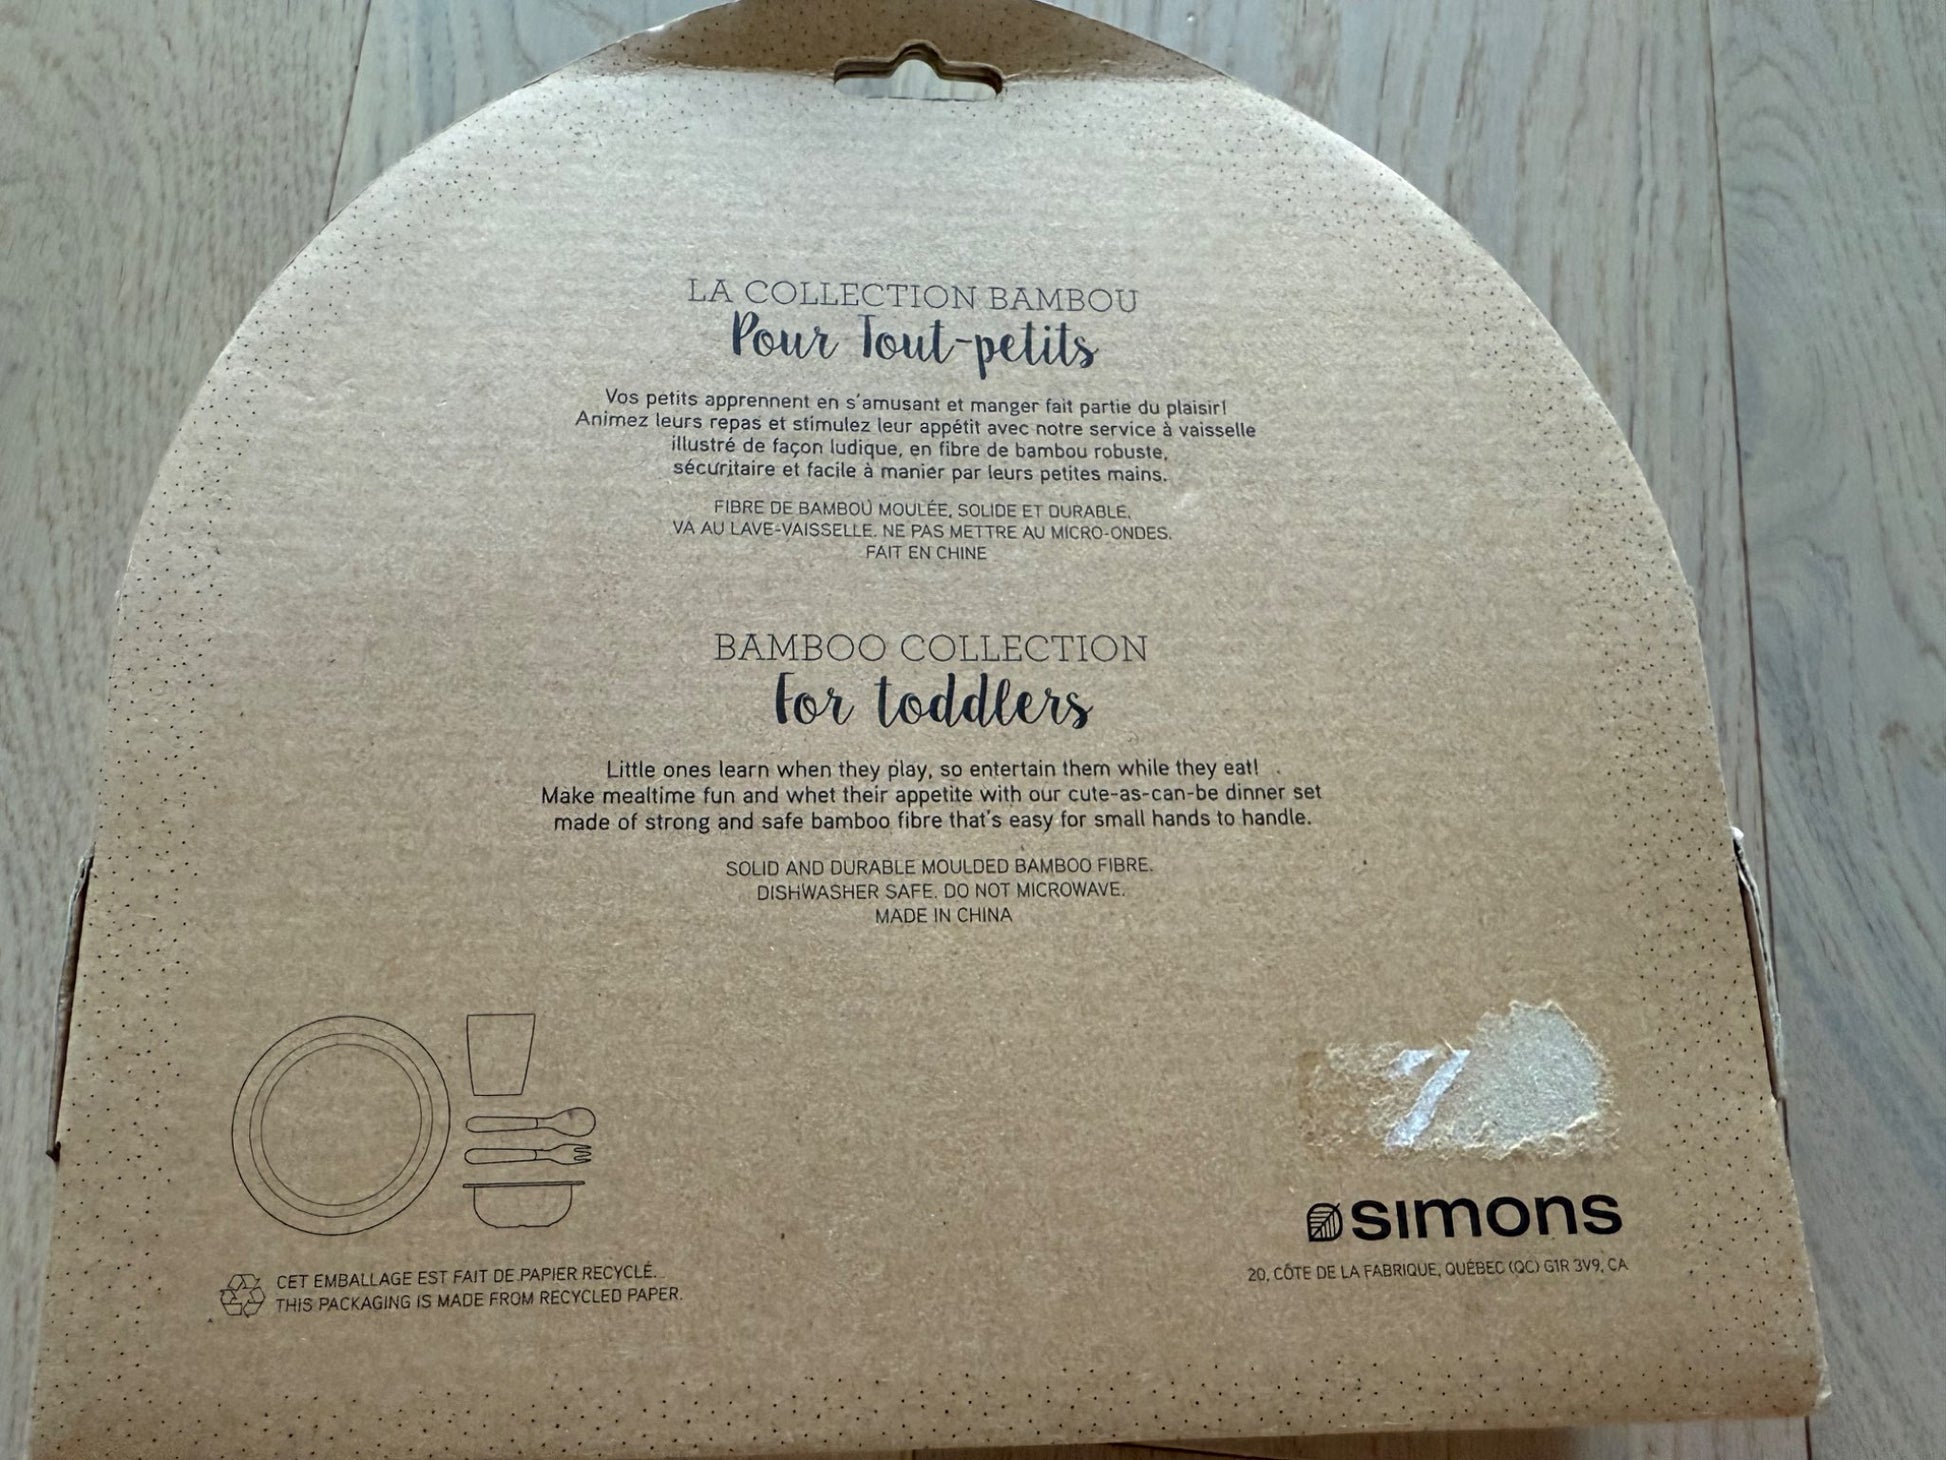 LA COLLECTION BAMBOU
Pour Tout-petits
Vos petits apprennent en s'amusant et manger fait partie du plaisir!
Animez leurs repas et stimulez leur appétit avec notre service à vaisselle
illustré de façon ludique, en fibre de bambou robuste,
sécuritaire et facile à manier par leurs petites mains.
FIBRE DE BAMBOU MOULÉE, SOLIDE ET DURABLE.
VA AU LAVE-VAISSELLE. NE PAS METTRE AU MICRO-ONDES.
FAIT EN CHINE
BAMBOO COLLECTION
For toddlers
Little ones learn when they play, so entertain them while they eat!
Make mealtime fun and whet their appetite with our cute-as-can-be dinner set
made of strong and safe bamboo fibre that's easy for small hands to handle.
SOLID AND DURABLE MOULDED BAMBOO FIBRE.
DISHWASHER SAFE. DO NOT MICROWAVE.
MADE IN CHINA
CET EMBALLAGE EST FAIT DE PAPIER RECYCLÉ.
THIS PACKAGING IS MADE FROM RECYCLED PAPER.
simons
20, CÔTE DE LA FABRIQUE, QUÉBEC (QC) G1R 3V9, CA